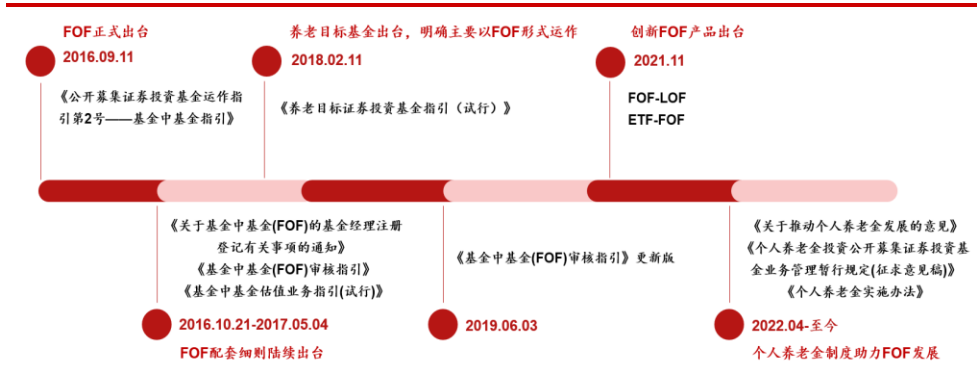 FOF正式出台
2016.09.11
《公开募集证券投资基金运作指
引第2号——基金中基金指引》
养老目标基金出台，明确主要以FOF形式运作
2018.02.11
《养老目标证券投资基金指引（试行）》
创新FOF产品出台
2021.11
FOF-LOF
ETF-FOF
《关于基金中基金(FOF)的基金经理注册
登记有关事项的通知》
《基金中基金(FOF)审核指引》
《基金中基金估值业务指引(试行)》
2016.10.21-2017.05.04
FOF配套细则陆续出台
《基金中基金(FOF)审核指引》更新版
2019.06.03
《关于推动个人养老金发展的意见》
《个人养老金投资公开募集证券投资基
金业务管理暂行规定(征求意见稿)》
《个人养老金实施办法》
2022.04-至今
个人养老金制度助力FOF发展